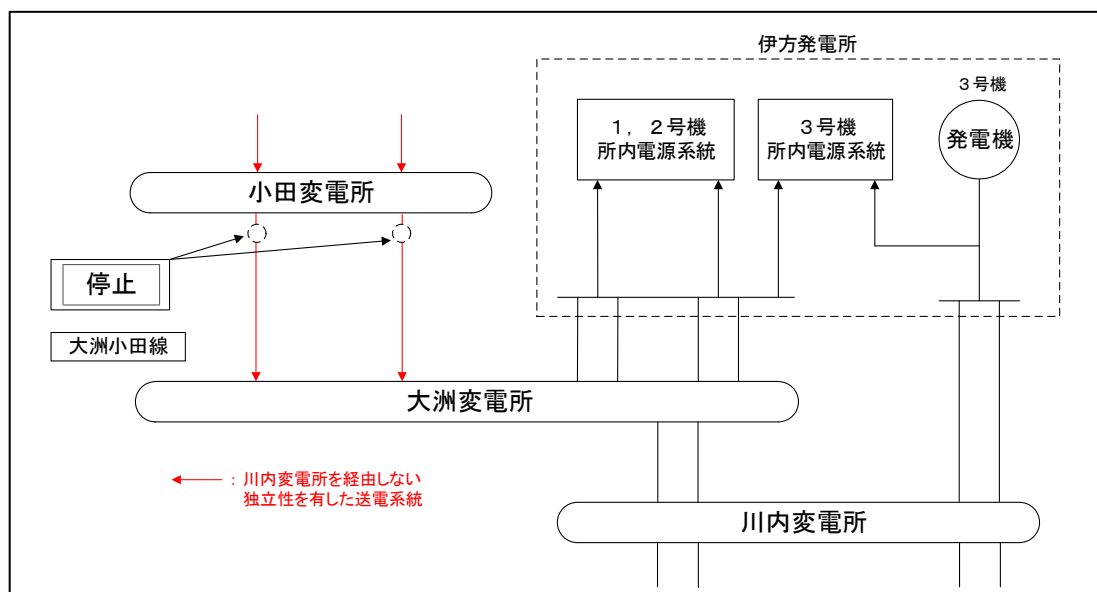 伊方発電所
3号機
1，2号機
所内電源系統
3号機
所内電源系統
発電機
小田変電所
停止
大洲小田線
大洲変電所
：川内変電所を経由しない
独立性を有した送電系統
川内変電所